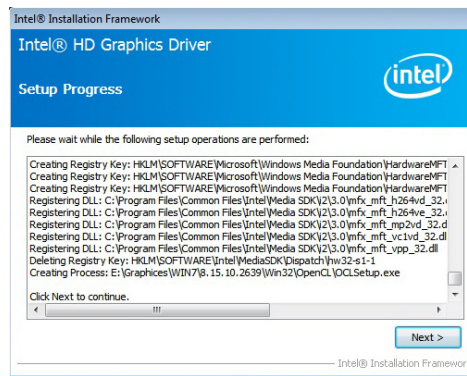 Intel® Installation Framework
Intel® HD Graphics Driver
intel
Setup Progress
Please wait while the following setup operations are performed:
Creating Registry Key: HKLM\SOFTWARE\Microsoft\Windows Media Foundation\HardwareMFT
Creating Registry Key: HKLM\SOFTWARE\Microsoft\Windows Media Foundation\HardwareMFT
Creating Registry Key: HKLM\SOFTWARE\Microsoft\Windows Media Foundation\HardwareMFT
Registering DLL: C:\Program Files\Common Files\Intel\Media SDK\i2\3.0\mfx_mft_h264vd_32.d
Registering DLL: C:\Program Files\Common Files\Intel\Media SDK\i2\3.0\mfx_mft_h264ve_32.d
Registering DLL: C:\Program Files\Common Files\Intel\Media SDK\i2\3.0\mfx_mft_mp2vd_32.d
Registering DLL: C:\Program Files\Common Files\Intel\Media SDK\i2\3.0\mfx_mft_vc1vd_32.dl
Registering DLL: C:\Program Files\Common Files\Intel\Media SDK\i2\3.0\mfx_mft_vpp_32.dll
Deleting Registry Key: HKLM\SOFTWARE\Intel\MediaSDK\Dispatch\hw32-s1-1
Creating Process: E:\Graphices\WIN7\8.15.10.2639\Win32\OpenCL\OCLSetup.exe
Click Next to continue.
Next >
Intel® Installation Framewor